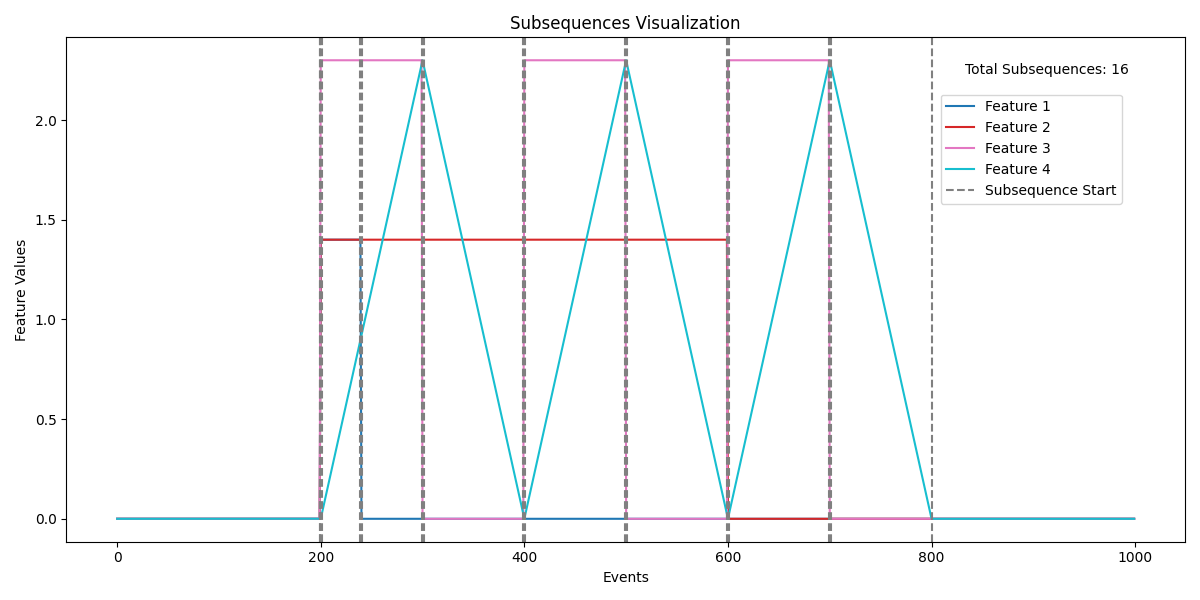 Subsequences Visualization
Total Subsequences: 16
Feature 1
Feature 2
Feature 3
Feature 4
Subsequence Start
Feature Values
2.0
1.5
1.0
0.5
0.0
0
200
400
600
800
1000
Events